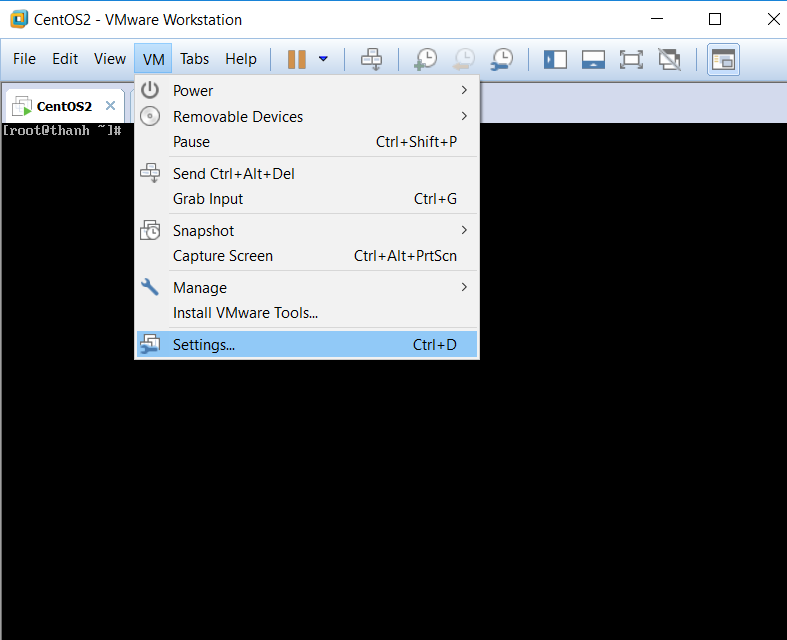 CentOS2 - VMware Workstation
File Edit View VM Tabs Help
CentOS2
[root@thanh ~]#
Power
Removable Devices
Pause Ctrl+Shift+P
Send Ctrl+Alt+Del
Grab Input Ctrl+G
Snapshot
Capture Screen Ctrl+Alt+PrtScn
Manage
Install VMware Tools...
Settings... Ctrl+D